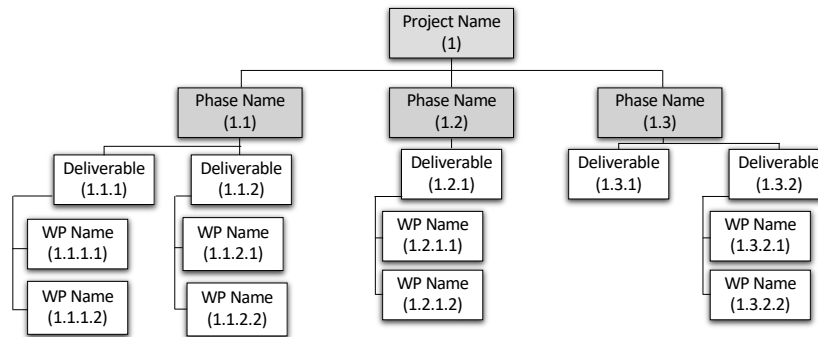 Project Name
(1)
Phase Name
(1.1)
Phase Name
(1.2)
Phase Name
(1.3)
Deliverable
(1.1.1)
Deliverable
(1.1.2)
Deliverable
(1.2.1)
Deliverable
(1.3.1)
Deliverable
(1.3.2)
WP Name
(1.1.1.1)
WP Name
(1.1.2.1)
WP Name
(1.2.1.1)
WP Name
(1.3.2.1)
WP Name
(1.1.1.2)
WP Name
(1.1.2.2)
WP Name
(1.2.1.2)
WP Name
(1.3.2.2)